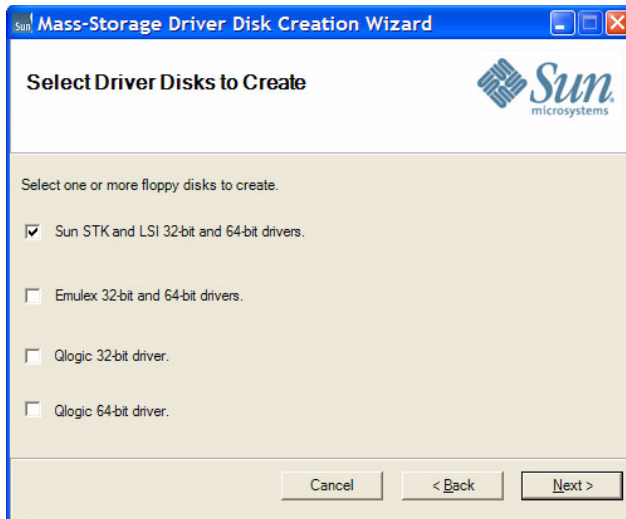 Sun Mass-Storage Driver Disk Creation Wizard
Select Driver Disks to Create
Sun
microsystems
Select one or more floppy disks to create.
Sun STK and LSI 32-bit and 64-bit drivers.
Emulex 32-bit and 64-bit drivers.
Qlogic 32-bit driver.
Qlogic 64-bit driver.
Cancel
< Back
Next >